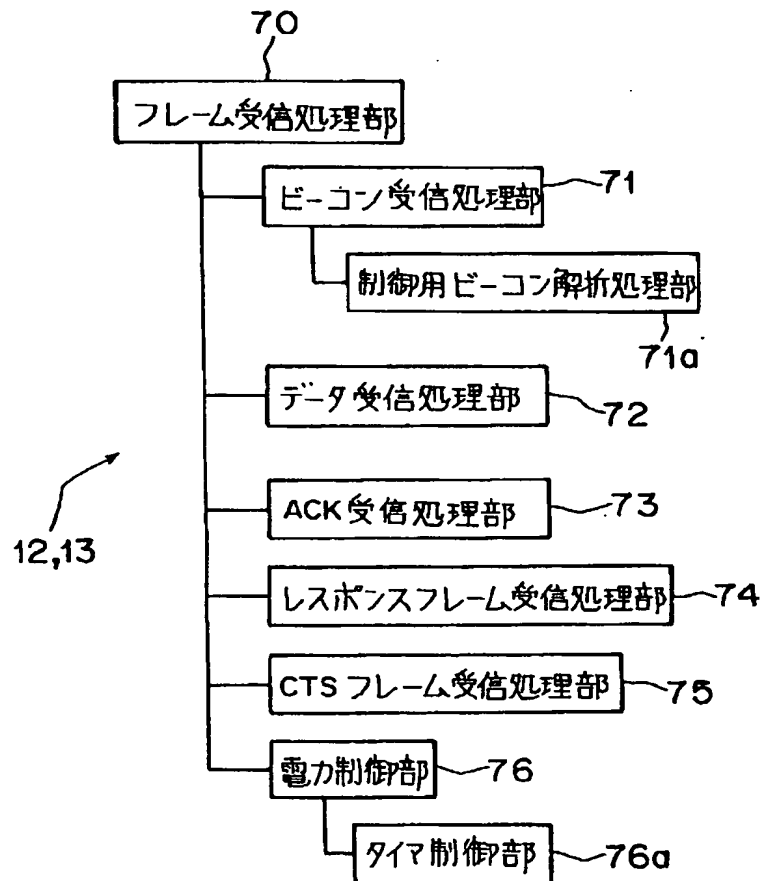 70
フレーム受信処理部
ビーコン受信処理部
71
制御用ビーコン解析処理部
71a
データ受信処理部
72
ACK受信処理部
73
12,13
レスポンスフレーム受信処理部
74
CTSフレーム受信処理部
75
電力制御部
76
タイマ制御部
76a